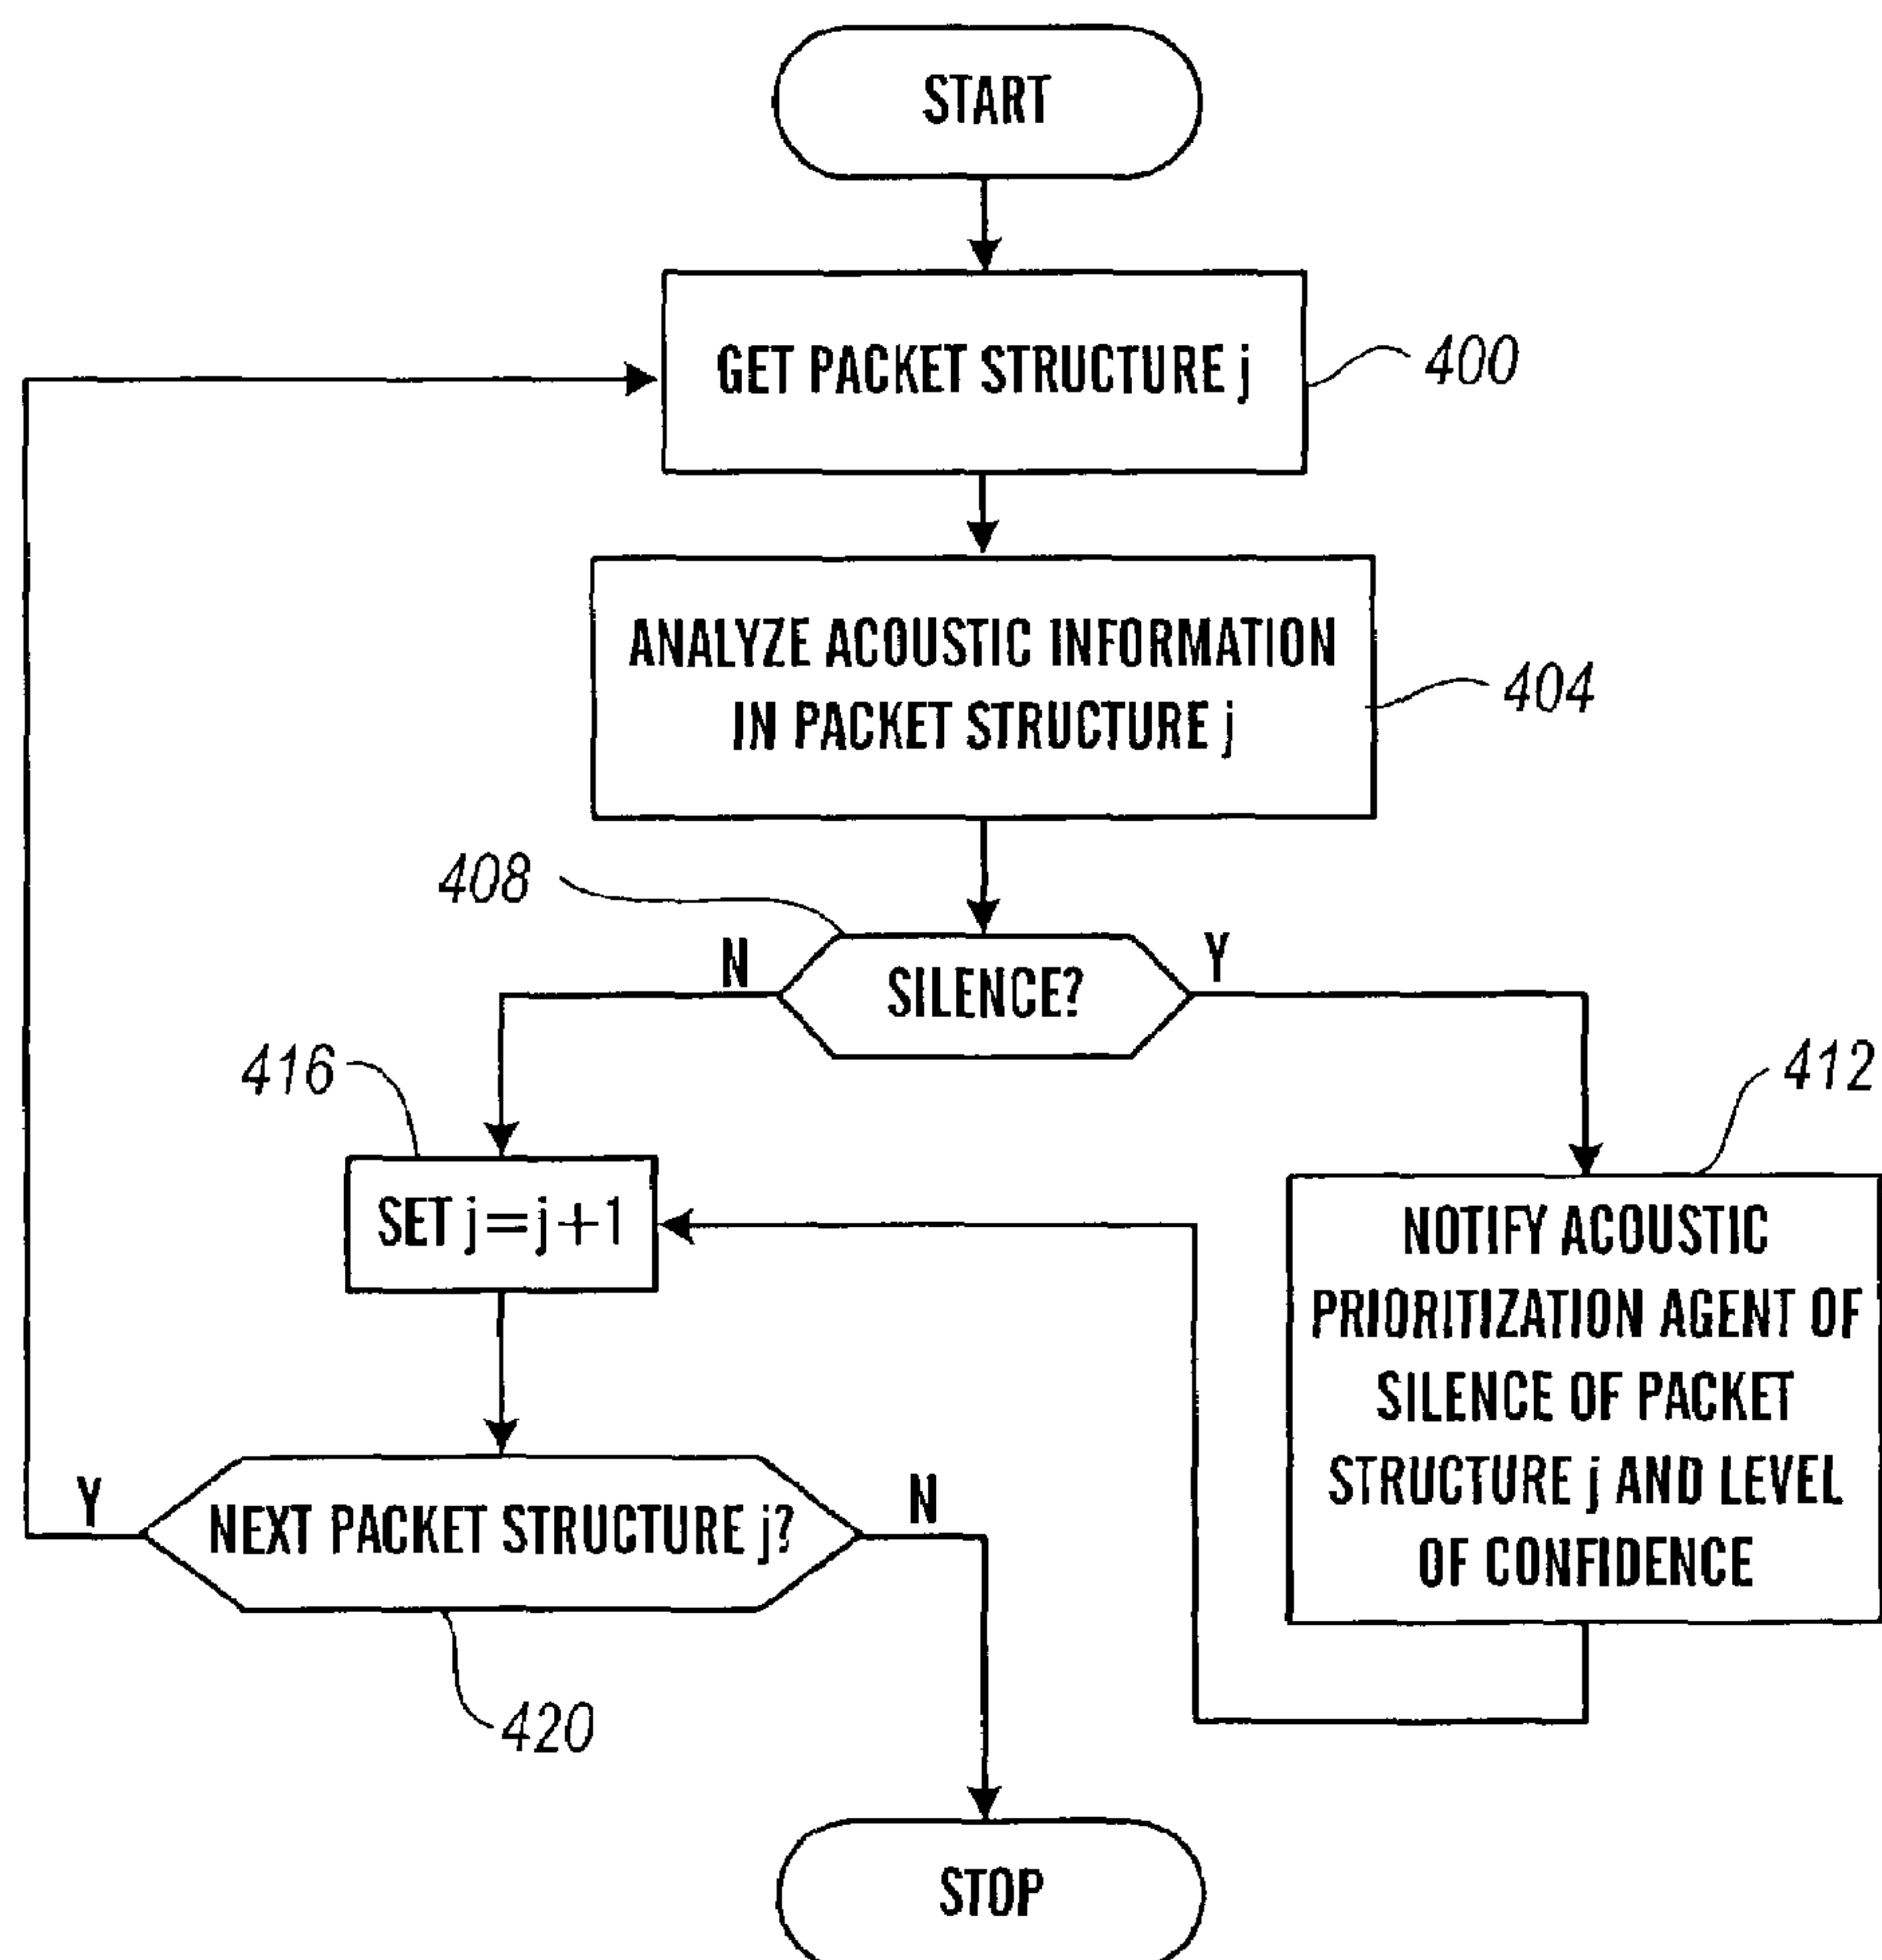 START
GET PACKET STRUCTURE j
400
ANALYZE ACOUSTIC INFORMATION
IN PACKET STRUCTURE j
404
408
N
SILENCE?
Y
416
412
SET j=j+1
NOTIFY ACOUSTIC
PRIORITIZATION AGENT OF
SILENCE OF PACKET
STRUCTURE j AND LEVEL
OF CONFIDENCE
Y
NEXT PACKET STRUCTURE j?
N
420
STOP